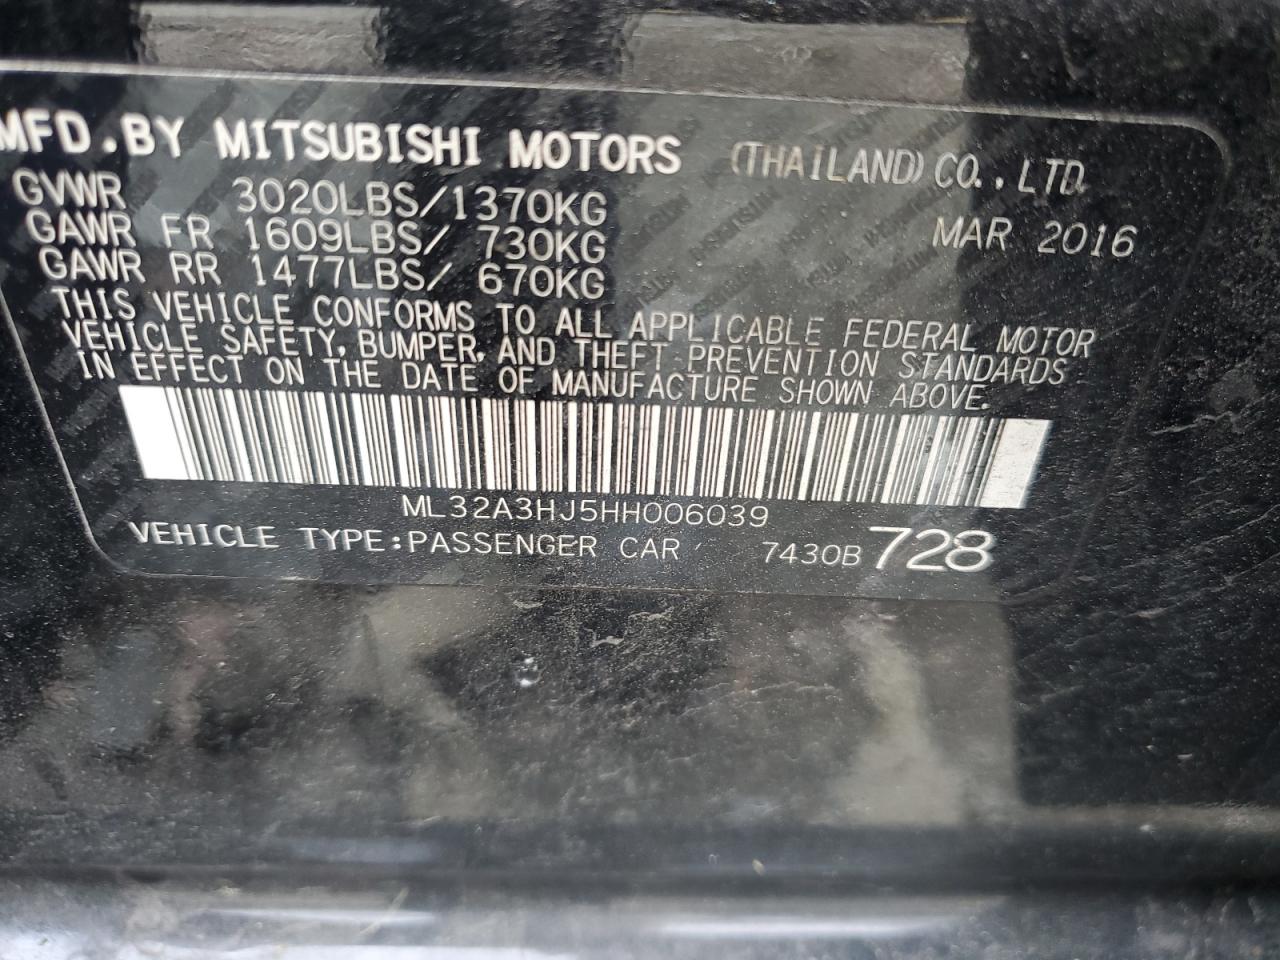 MFD.BY MITSUBISHI MOTORS (THAILAND) CO., LTD.
GVWR 3020LBS/1370KG MAR 2016
GAWR FR 1609LBS/ 730KG
GAWR RR 1477LBS/ 670KG
THIS VEHICLE CONFORMS TO ALL APPLICABLE FEDERAL MOTOR
VEHICLE SAFETY, BUMPER, AND THEFT PREVENTION STANDARDS
IN EFFECT ON THE DATE OF MANUFACTURE SHOWN ABOVE.
ML32A3HJ5HH006039
VEHICLE TYPE:PASSENGER CAR 7430B 728